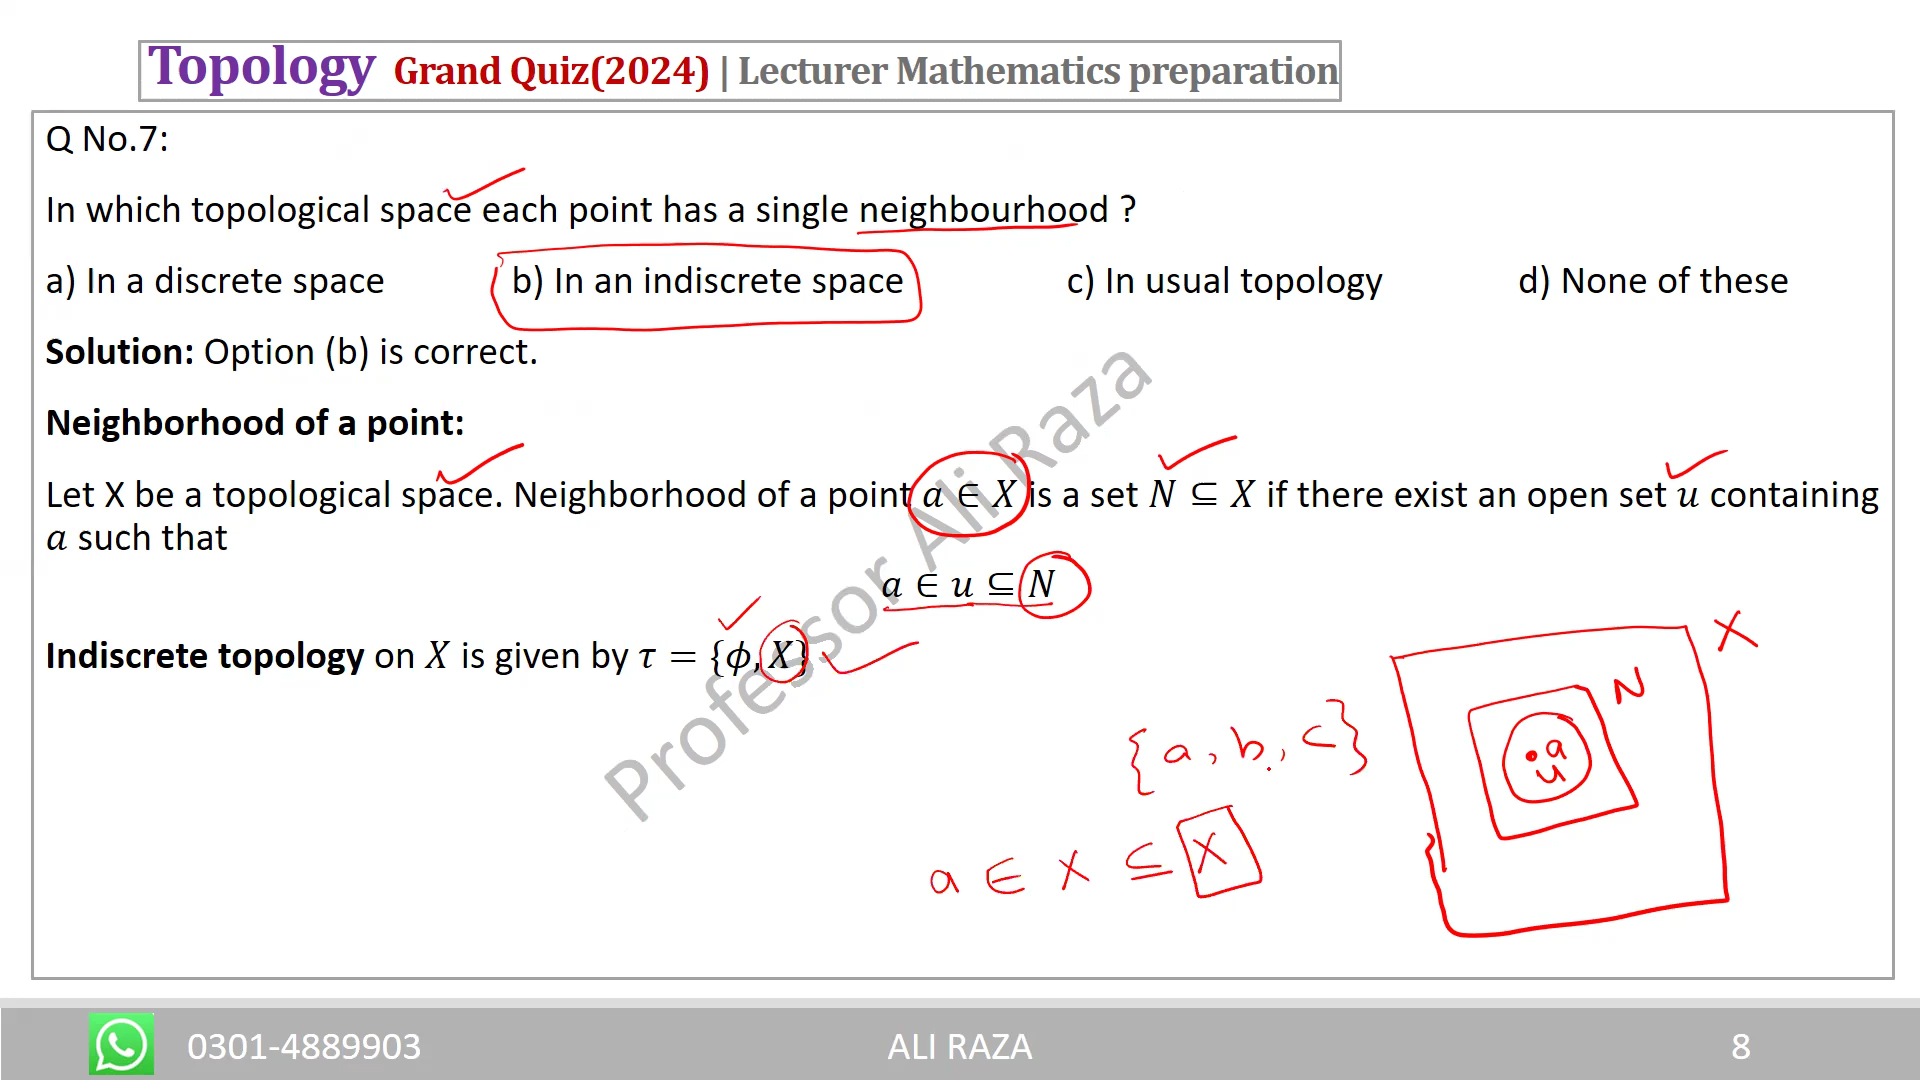 Topology Grand Quiz(2024) | Lecturer Mathematics preparation
Q No.7:
In which topological space each point has a single neighbourhood ?
a) In a discrete space b) In an indiscrete space c) In usual topology d) None of these
Solution: Option (b) is correct.
Neighborhood of a point:
Let X be a topological space. Neighborhood of a point a ∈ X is a set N ⊆ X if there exist an open set u containing
a such that
a ∈ u ⊆ N
Indiscrete topology on X is given by τ = {ϕ, X}
X
N
{a, b, c}
a
u
a ∈ X ⊆ X
Professor Ali Raza
0301-4889903 ALI RAZA 8